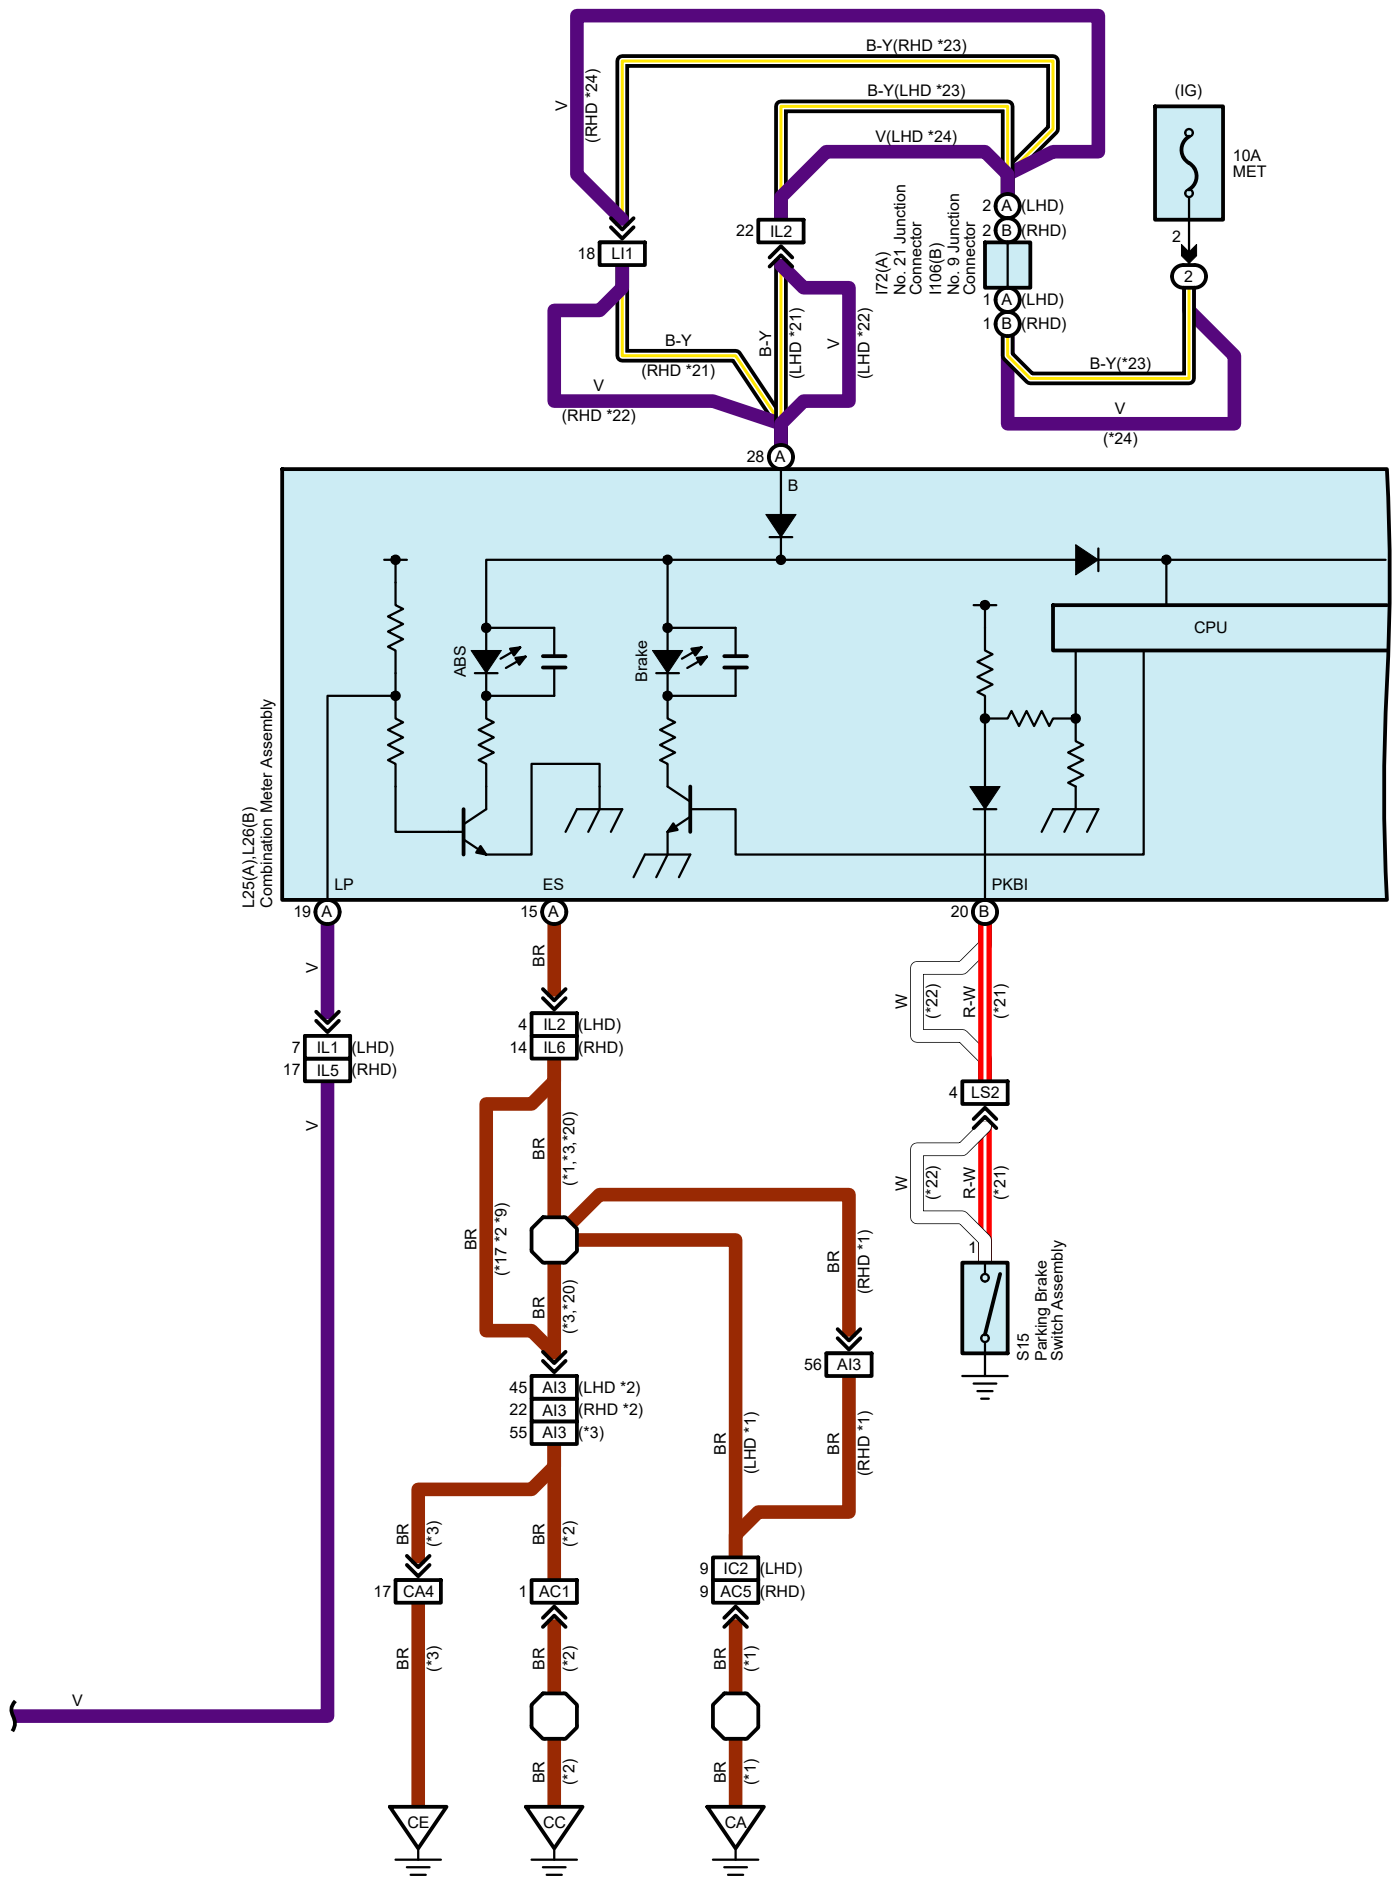 B-Y(RHD *23)
V
(RHD *24)
B-Y(LHD *23)
V(LHD *24)
(IG)
10A
MET
2
2
2 A (LHD)
2 B (RHD)
I72(A)
No. 21 Junction
Connector
I106(B)
No. 9 Junction
Connector
1 A (LHD)
1 B (RHD)
18 LI1
22 IL2
B-Y
(RHD *21)
V
(RHD *22)
B-Y
(LHD *21)
V
(LHD *22)
B-Y(*23)
V
(*24)
28 A
B
ABS
Brake
CPU
L25(A),L26(B)
Combination Meter Assembly
LP
ES
PKBI
19 A
15 A
20 B
V
BR
W
(*22)
R-W
(*21)
7 IL1 (LHD)
17 IL5 (RHD)
4 IL2 (LHD)
14 IL6 (RHD)
4 LS2
V
BR
(*1,*3,*20)
W
(*22)
R-W
(*21)
BR
(*17 *2 *9)
BR
(RHD *1)
1
S15
Parking Brake
Switch Assembly
BR
(*3,*20)
56 AI3
45 AI3 (LHD *2)
22 AI3 (RHD *2)
55 AI3 (*3)
BR
(LHD *1)
BR
(RHD *1)
BR
(*3)
BR
(*2)
9 IC2 (LHD)
9 AC5 (RHD)
17 CA4
1 AC1
BR
(*3)
BR
(*2)
BR
(*1)
V
BR
(*2)
BR
(*1)
CE
CC
CA